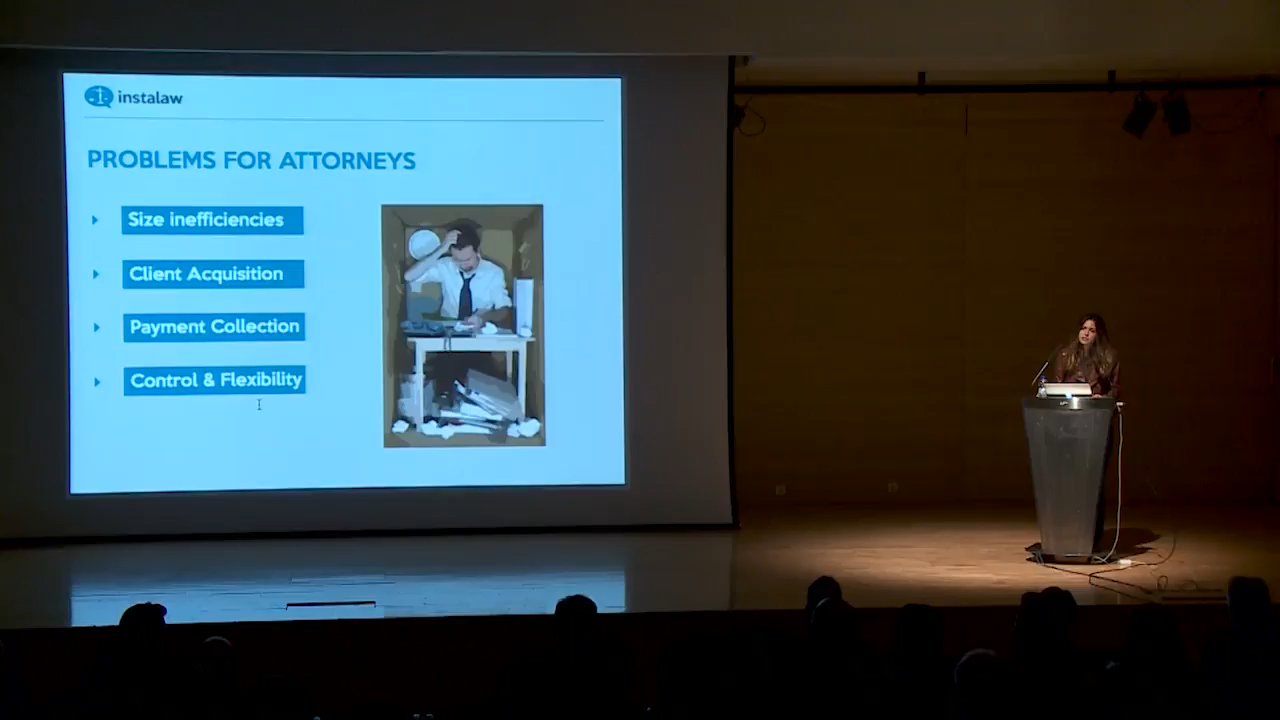 instalaw
PROBLEMS FOR ATTORNEYS
Size inefficiencies
Client Acquisition
Payment Collection
Control & Flexibility